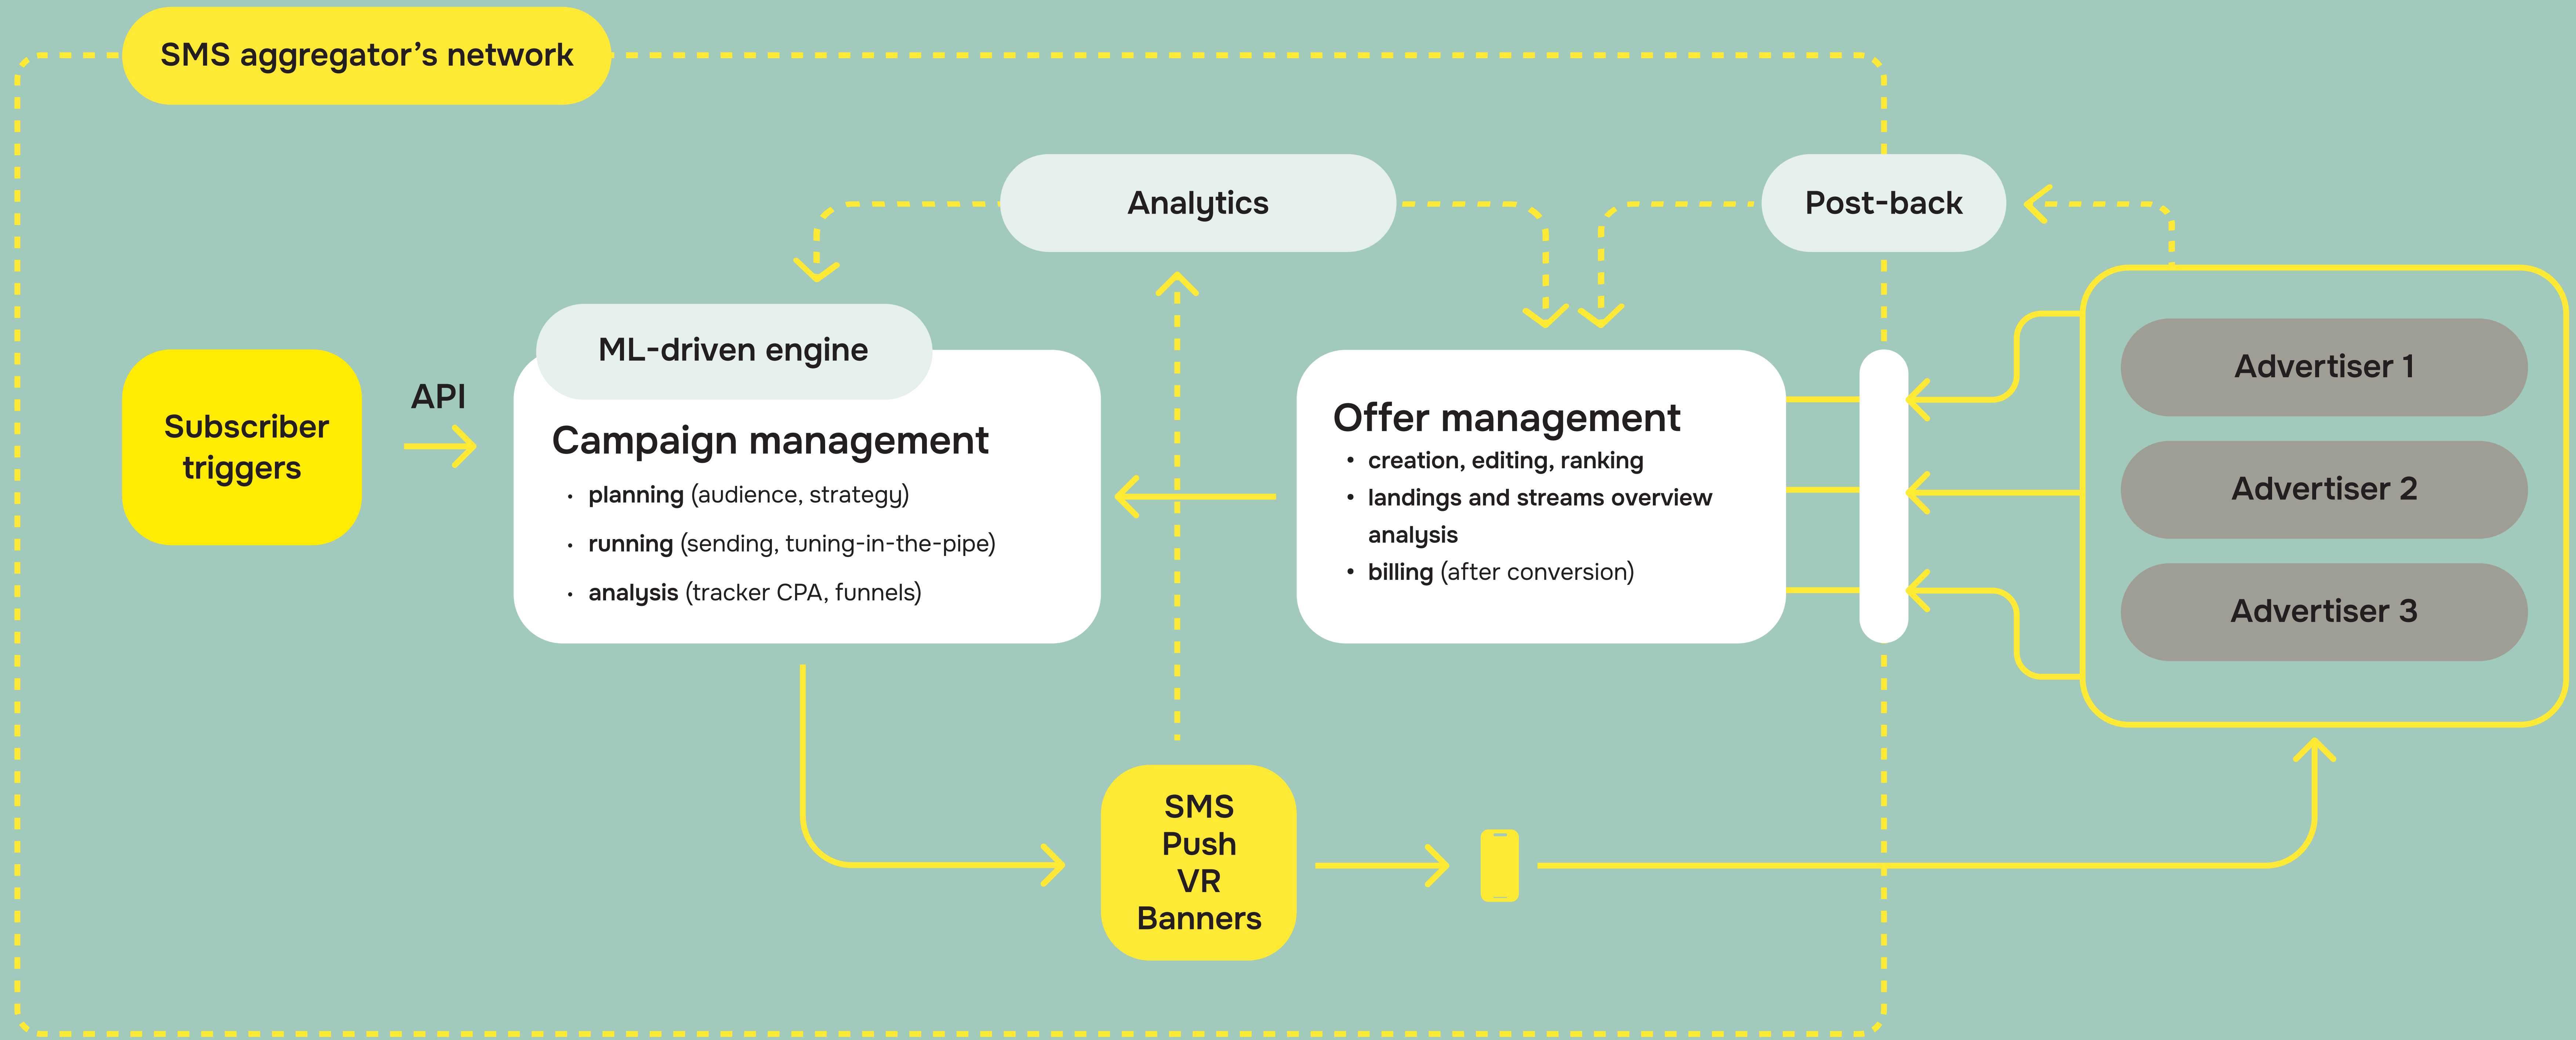 SMS aggregator’s network
Analytics
Post-back
ML-driven engine
Subscriber
triggers
API
Campaign management
• planning (audience, strategy)
• running (sending, tuning-in-the-pipe)
• analysis (tracker CPA, funnels)
Offer management
• creation, editing, ranking
• landings and streams overview
analysis
• billing (after conversion)
Advertiser 1
Advertiser 2
Advertiser 3
SMS
Push
VR
Banners